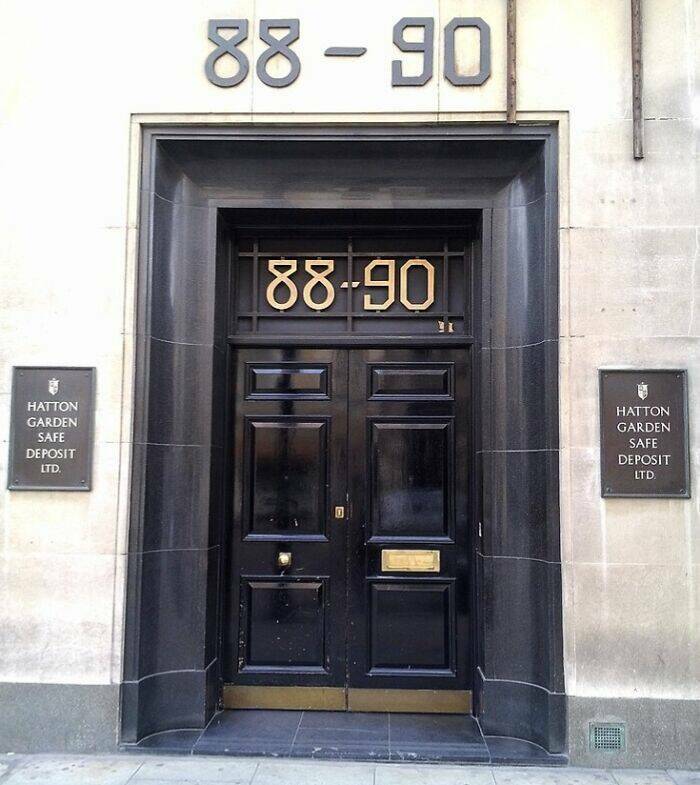 88-90
88-90
HATTON
GARDEN
SAFE
DEPOSIT
LTD.
HATTON
GARDEN
SAFE
DEPOSIT
LTD.